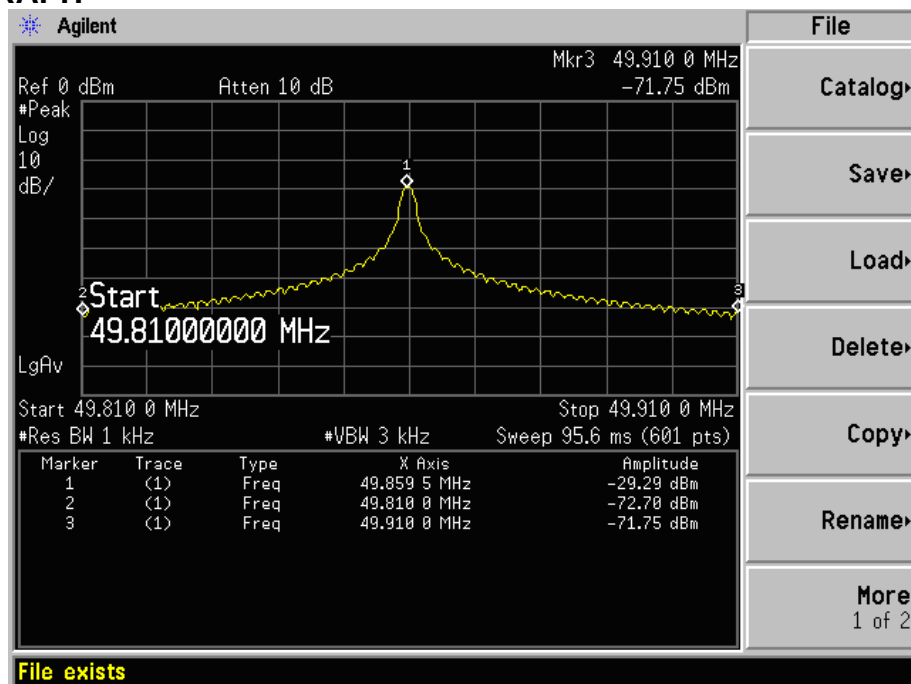 Agilent
File
Mkr3 49.910 0 MHz
Ref 0 dBm Atten 10 dB -71.75 dBm
#Peak
Log
10
dB/
1
2
3
Start
49.81000000 MHz
LgAv
Start 49.810 0 MHz Stop 49.910 0 MHz
#Res BW 1 kHz #VBW 3 kHz Sweep 95.6 ms (601 pts)
Marker Trace Type X Axis Amplitude
1 (1) Freq 49.859 5 MHz -29.29 dBm
2 (1) Freq 49.810 0 MHz -72.70 dBm
3 (1) Freq 49.910 0 MHz -71.75 dBm
Catalog
Save
Load
Delete
Copy
Rename
More
1 of 2
File exists